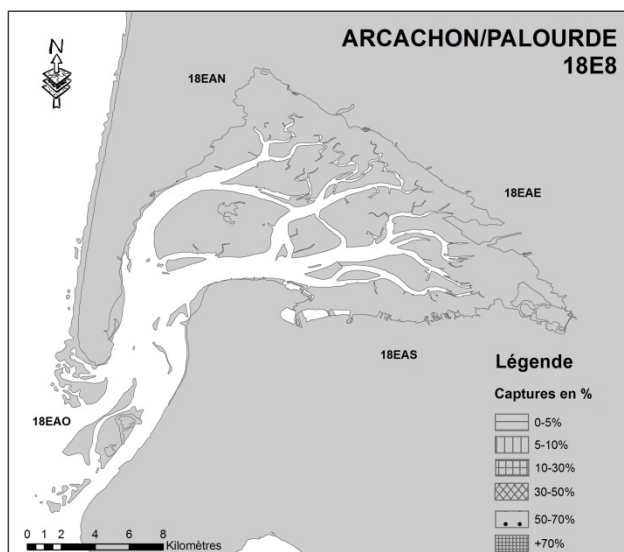 ARCACHON/PALOURDE
18E8
N
18EAN
18EAE
18EAS
18EAO
Légende
Captures en %
0-5%
5-10%
10-30%
30-50%
50-70%
+70%
0 1 2 4 6 8
Kilomètres